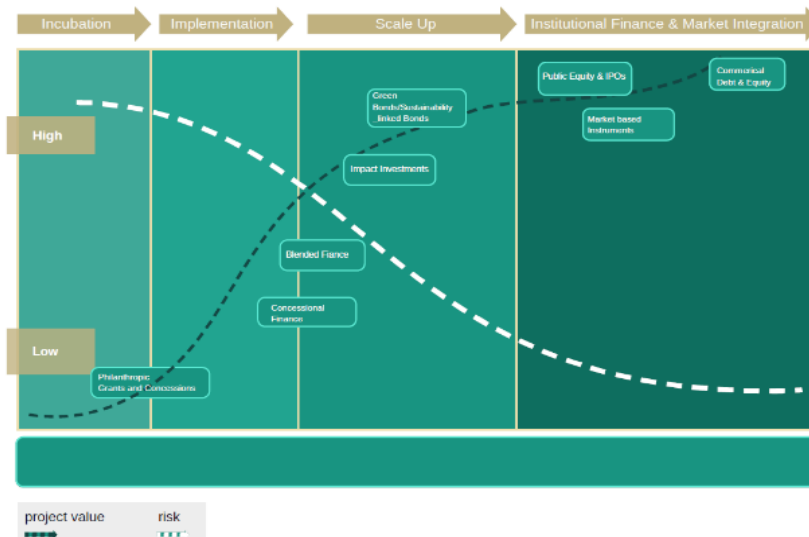 Incubation
Implementation
Scale Up
Institutional Finance & Market Integration
Public Equity & IPOs
Commerical
Debt & Equity
Green
Bonds/Sustainability
_linked Bonds
Market based
Instruments
High
Impact Investments
Blended Fiance
Concessional
Finance
Low
Philanthropic
Grants and Concessions
project value
risk